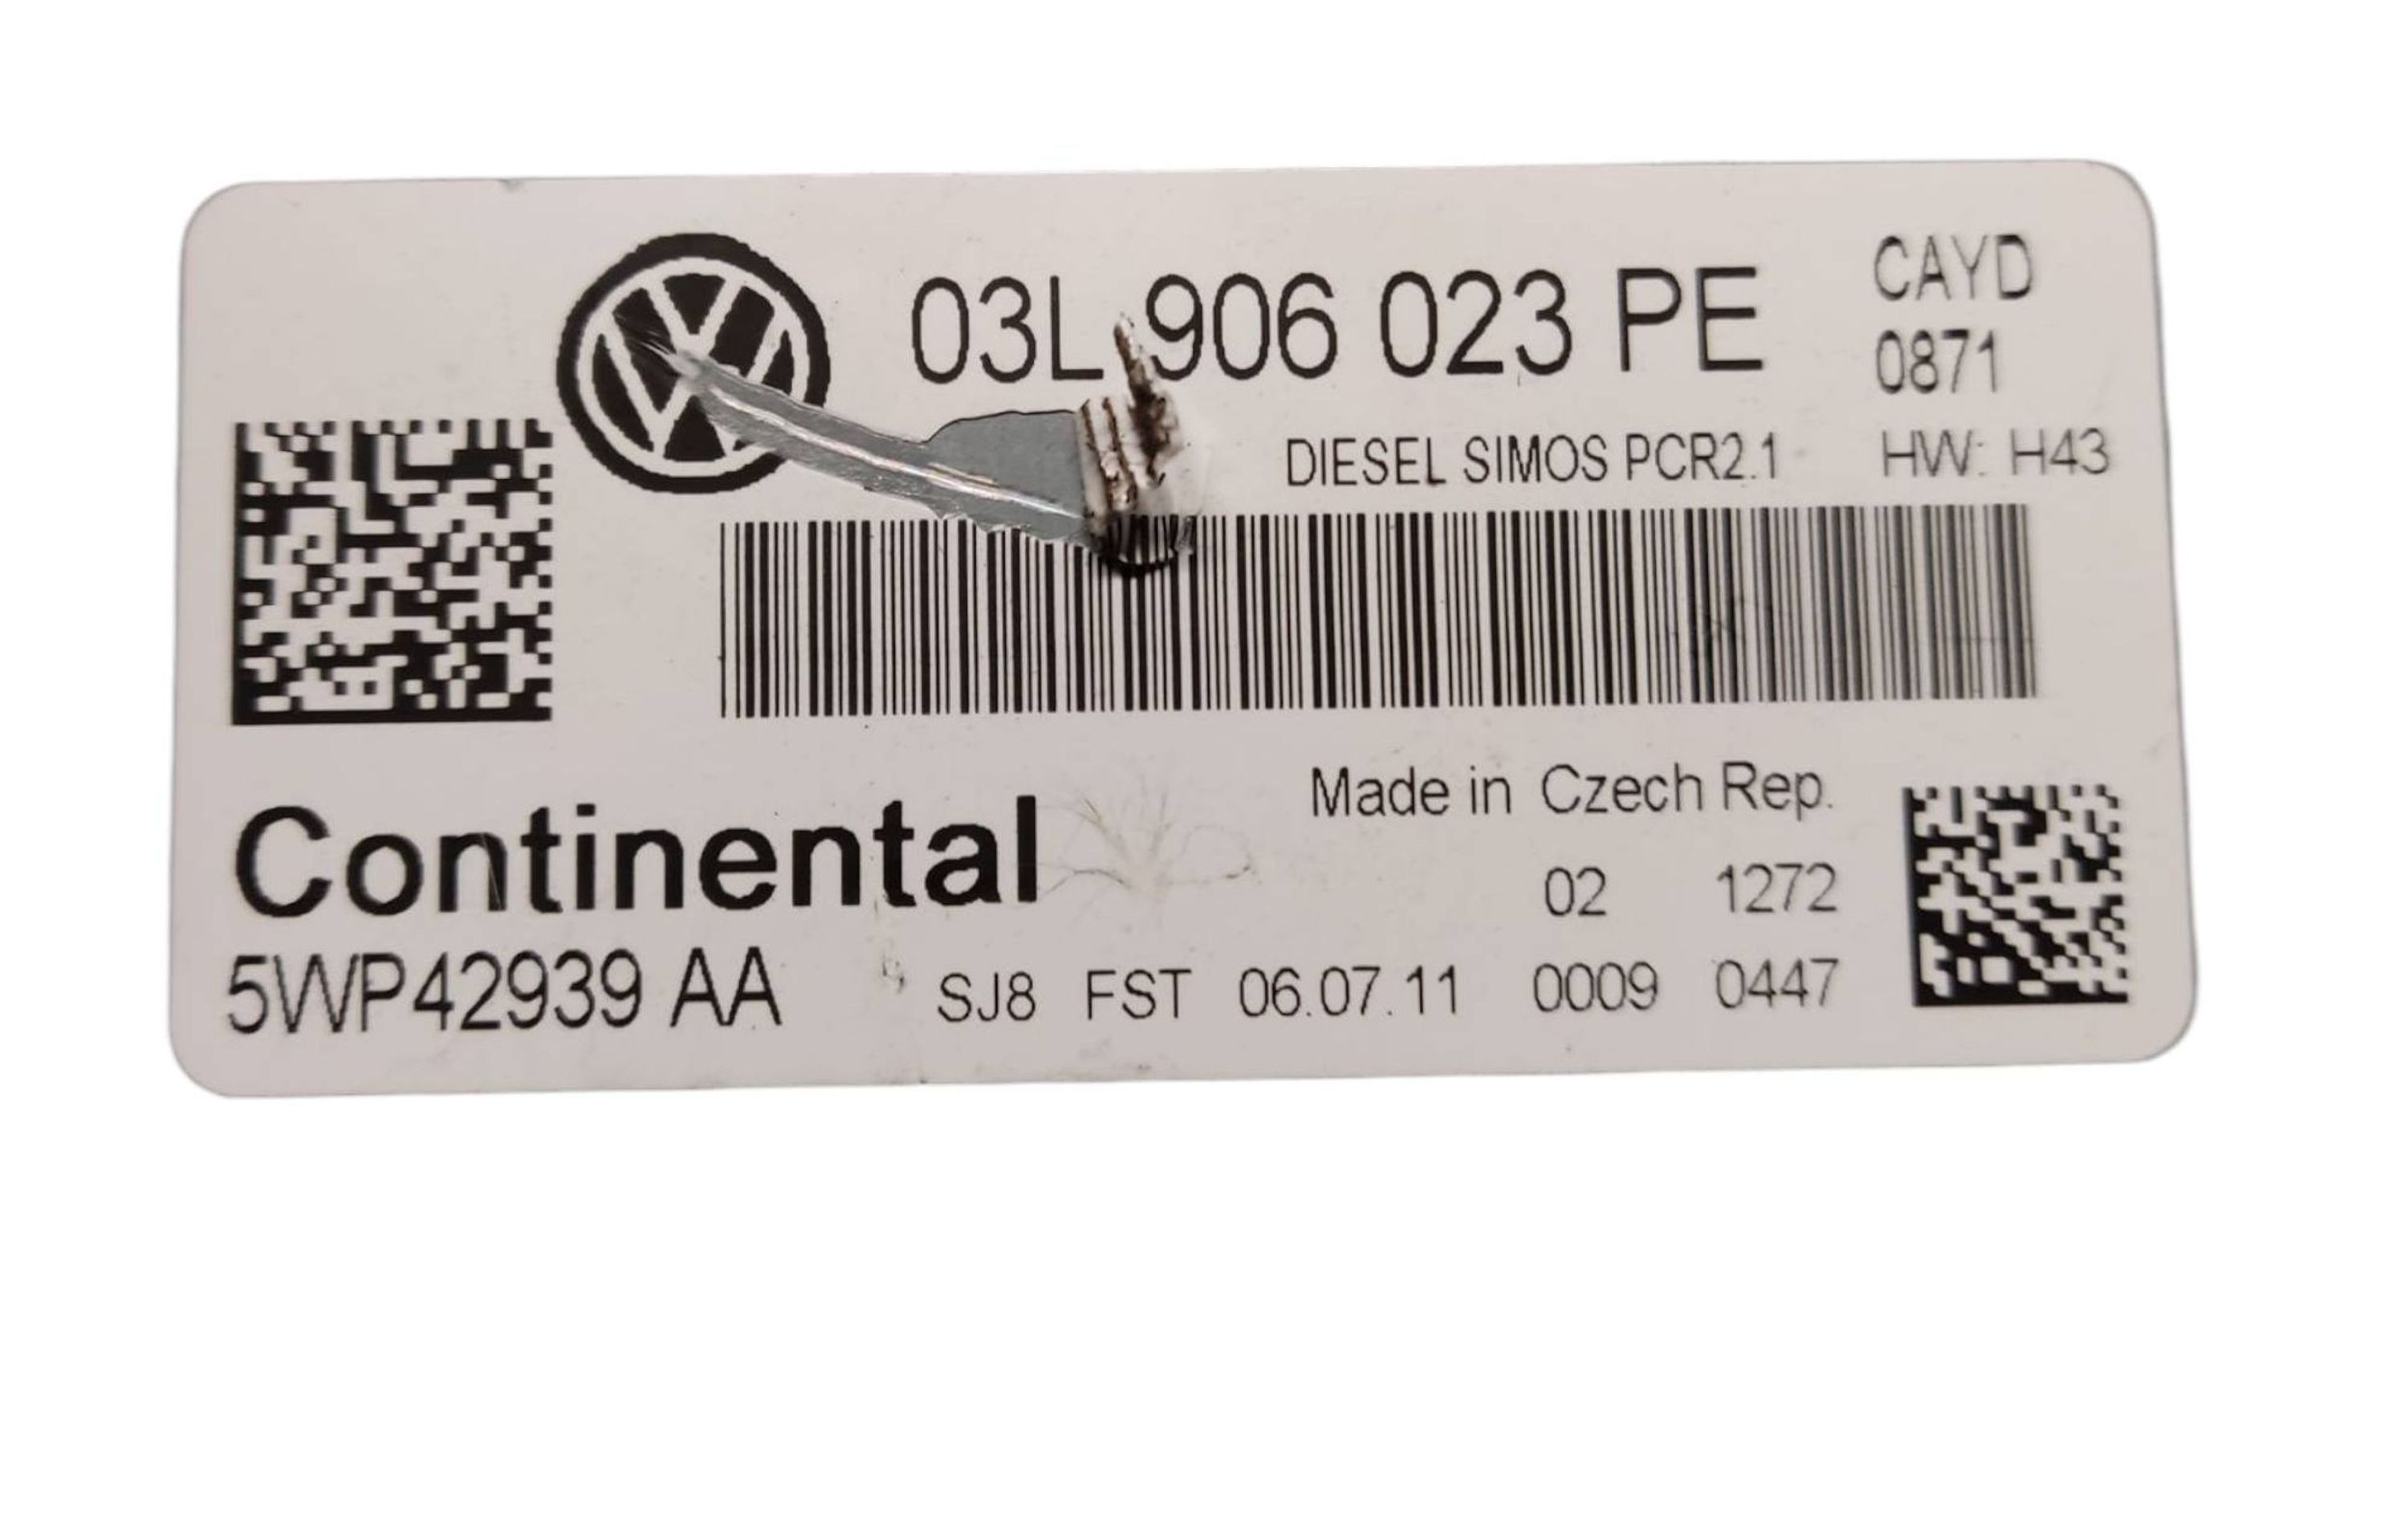 03L 906 023 PE
CAYD
0871
DIESEL SIMOS PCR2.1
HW: H43
Made in Czech Rep.
Continental
02 1272
5WP42939 AA
SJ8 FST 06.07.11 0009 0447